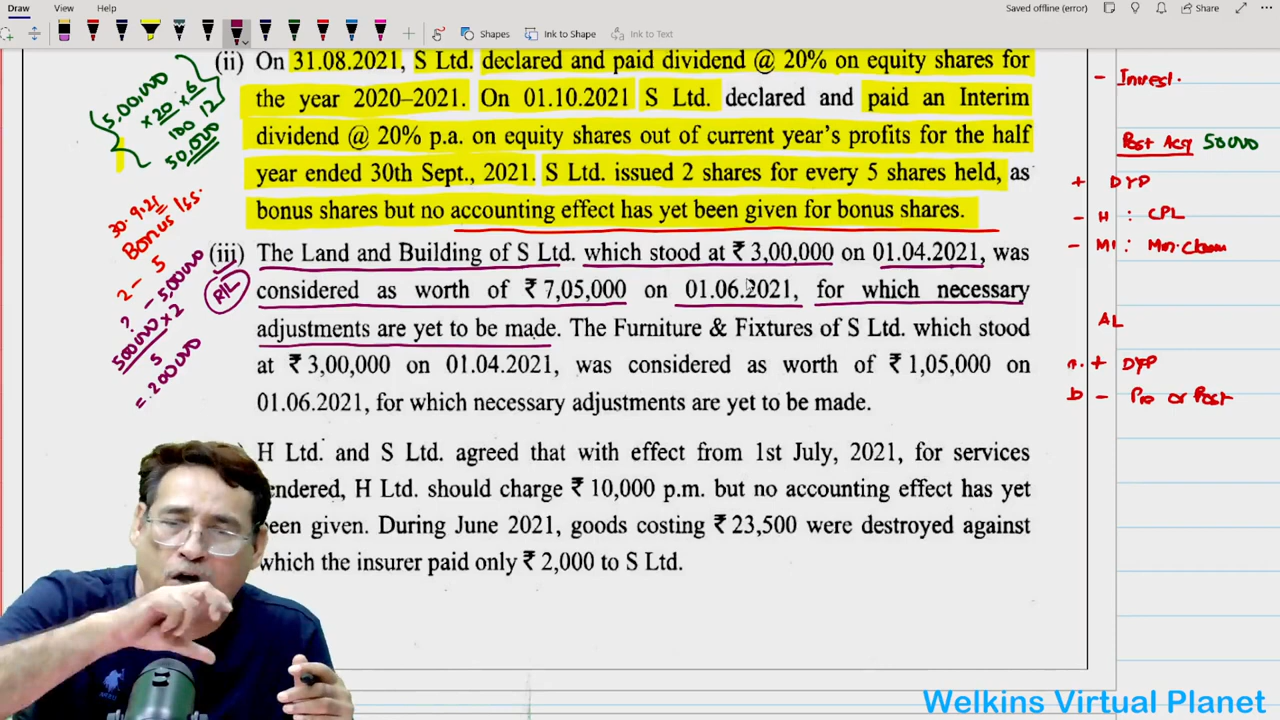 Draw View Help Saved offline (error) Share
Shapes Ink to Shape Ink to Text
(ii) On 31.08.2021, S Ltd. declared and paid dividend @ 20% on equity shares for
the year 2020–2021. On 01.10.2021 S Ltd. declared and paid an Interim
dividend @ 20% p.a. on equity shares out of current year's profits for the half
year ended 30th Sept., 2021. S Ltd. issued 2 shares for every 5 shares held, as
bonus shares but no accounting effect has yet been given for bonus shares.
(iii) The Land and Building of S Ltd. which stood at ₹ 3,00,000 on 01.04.2021, was
considered as worth of ₹ 7,05,000 on 01.06.2021, for which necessary
adjustments are yet to be made. The Furniture & Fixtures of S Ltd. which stood
at ₹ 3,00,000 on 01.04.2021, was considered as worth of ₹ 1,05,000 on
01.06.2021, for which necessary adjustments are yet to be made.
H Ltd. and S Ltd. agreed that with effect from 1st July, 2021, for services
endered, H Ltd. should charge ₹ 10,000 p.m. but no accounting effect has yet
been given. During June 2021, goods costing ₹ 23,500 were destroyed against
which the insurer paid only ₹ 2,000 to S Ltd.
5,00,000
× 20 × 6
100 12
50,000
30.9.21
Bonus Iss.
2 – 5
? – 5,00,000
500000 × 2
5
= 200000
R/L
- Invest.
Post Acq 50000
+ DYP
- H : CPL
- MI : Min. Claim
AL
+ DYP
b - Pre or Post
Welkins Virtual Planet